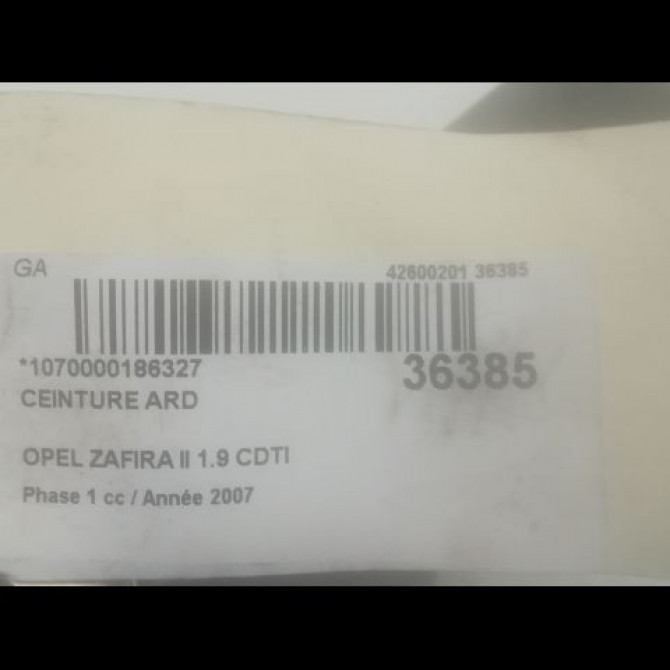 GA 42600201 36385
*1070000186327 36385
CEINTURE ARD
OPEL ZAFIRA II 1.9 CDTI
Phase 1 cc / Année 2007